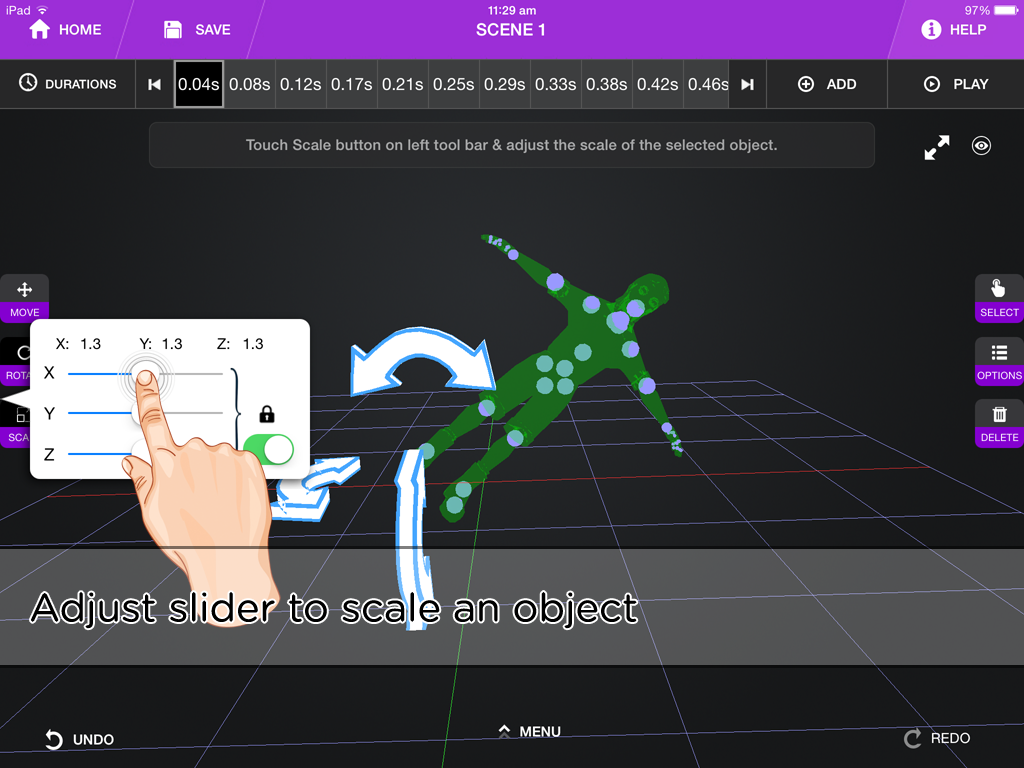 iPad 11:29 am 97%
HOME SAVE SCENE 1 HELP
DURATIONS 0.04s 0.08s 0.12s 0.17s 0.21s 0.25s 0.29s 0.33s 0.38s 0.42s 0.46s ADD PLAY
Touch Scale button on left tool bar & adjust the scale of the selected object.
MOVE
SELECT
X: 1.3 Y: 1.3 Z: 1.3
X
ROTA
OPTIONS
Y
SCA
DELETE
Z
Adjust slider to scale an object
UNDO MENU REDO